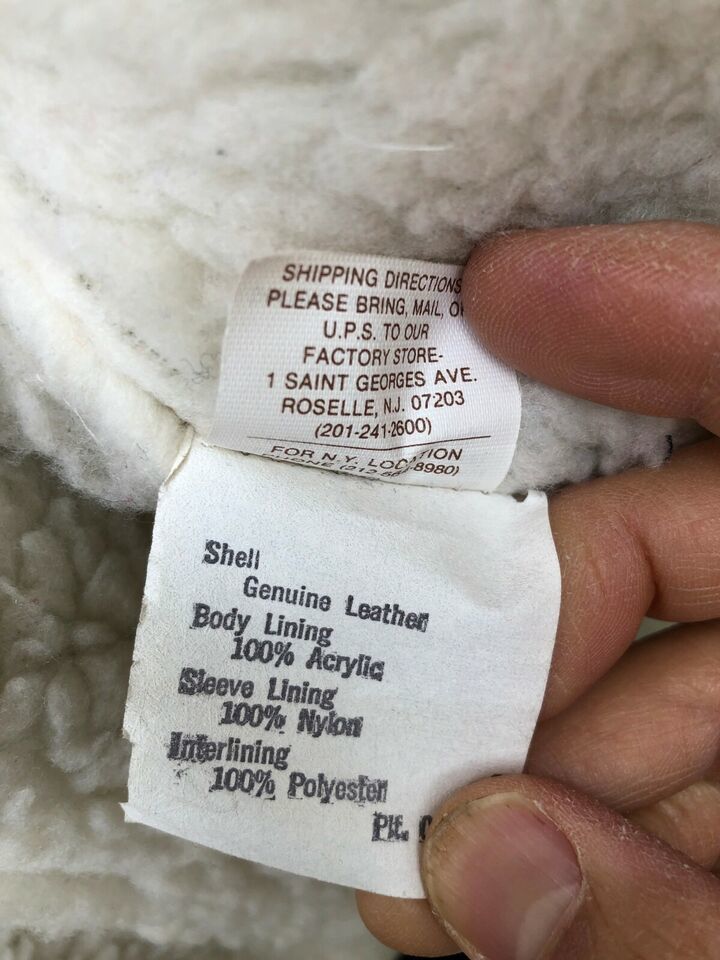 SHIPPING DIRECTIONS
PLEASE BRING, MAIL, O
U.P.S. TO OUR
FACTORY STORE-
1 SAINT GEORGES AVE.
ROSELLE, N.J. 07203
(201-241-2600)
FOR N.Y. LOCATION
Shell
Genuine Leather
Body Lining
100% Acrylic
Sleeve Lining
100% Nylon
Interlining
100% Polyester
Plt.